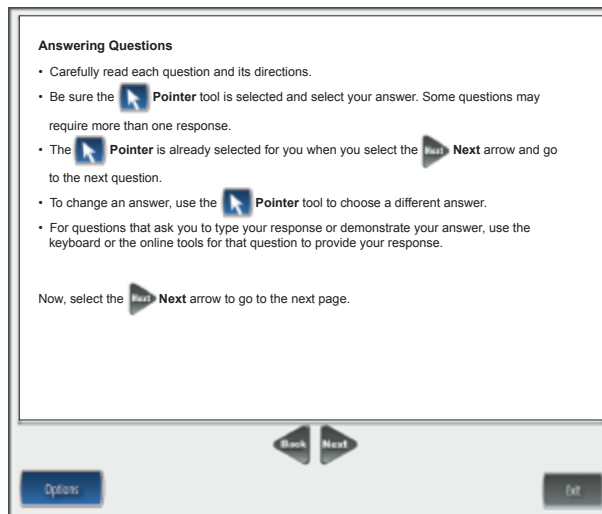 Answering Questions
• Carefully read each question and its directions.
• Be sure the Pointer tool is selected and select your answer. Some questions may
require more than one response.
• The Pointer is already selected for you when you select the Next Next arrow and go
to the next question.
• To change an answer, use the Pointer tool to choose a different answer.
• For questions that ask you to type your response or demonstrate your answer, use the
keyboard or the online tools for that question to provide your response.
Now, select the Next Next arrow to go to the next page.
Back Next
Options Exit